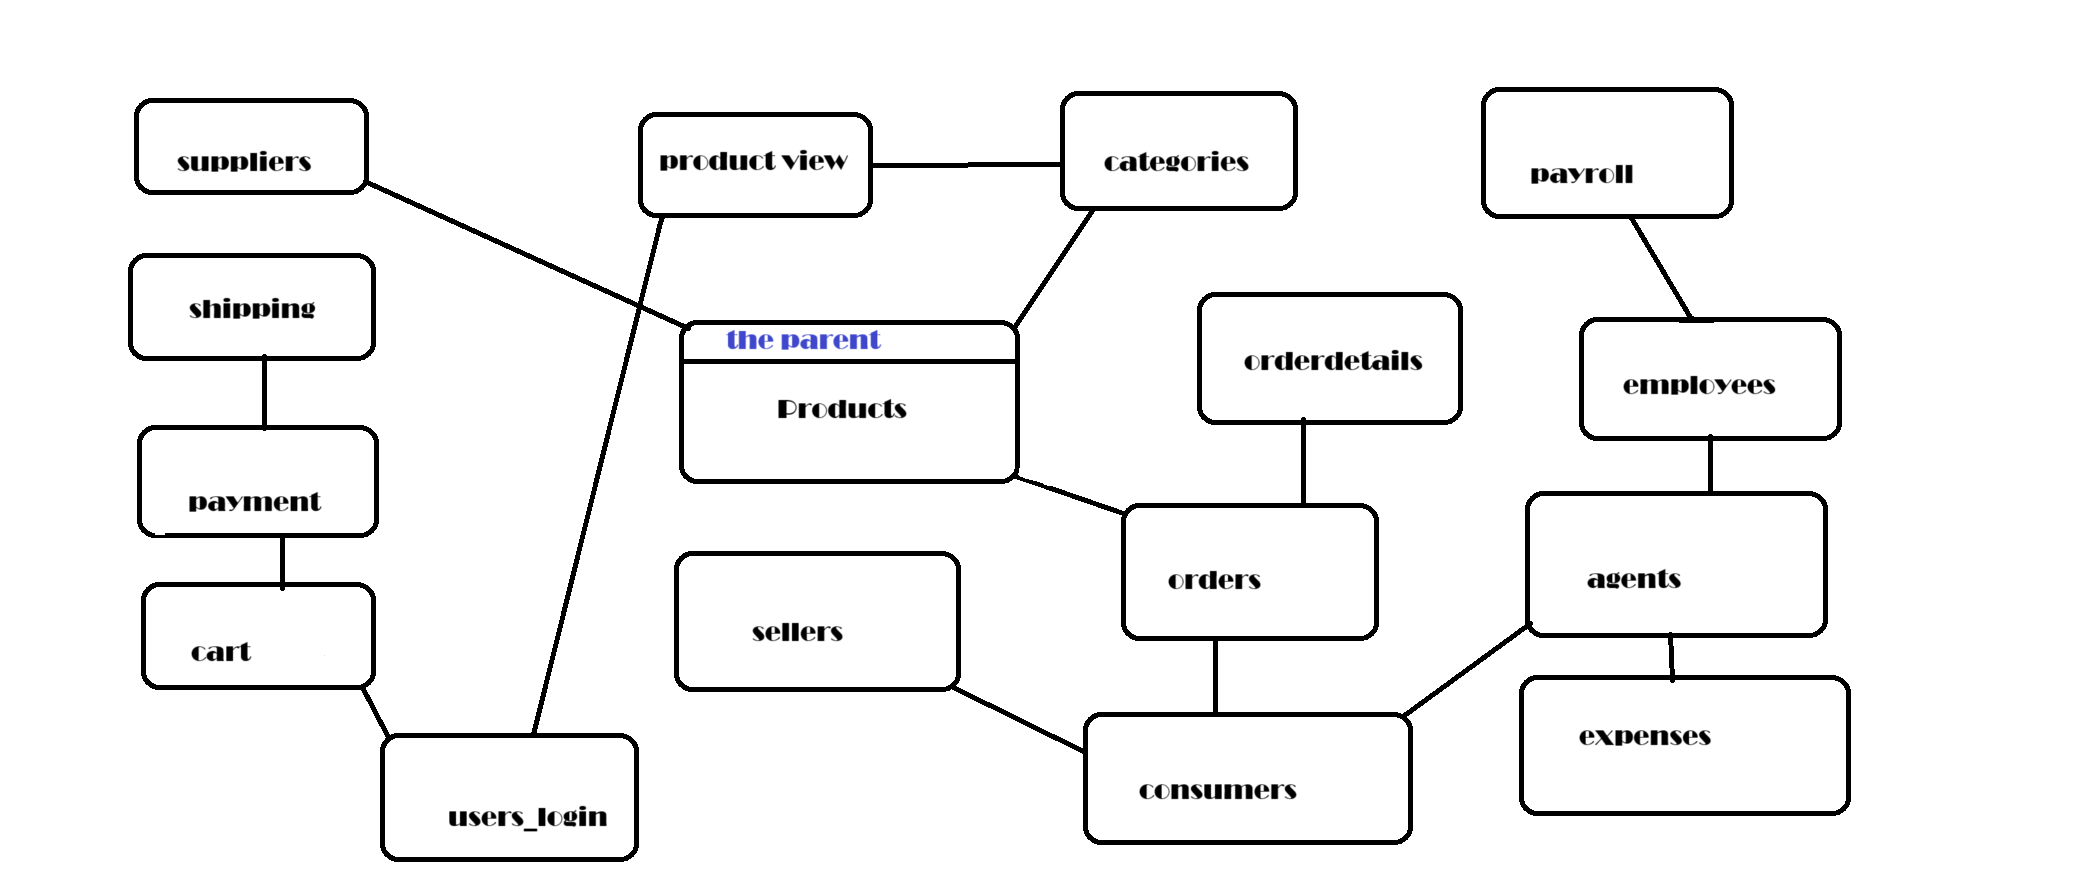 suppliers
product view
categories
payroll
shipping
the parent
Products
orderdetails
employees
payment
orders
agents
sellers
cart
expenses
consumers
users_login